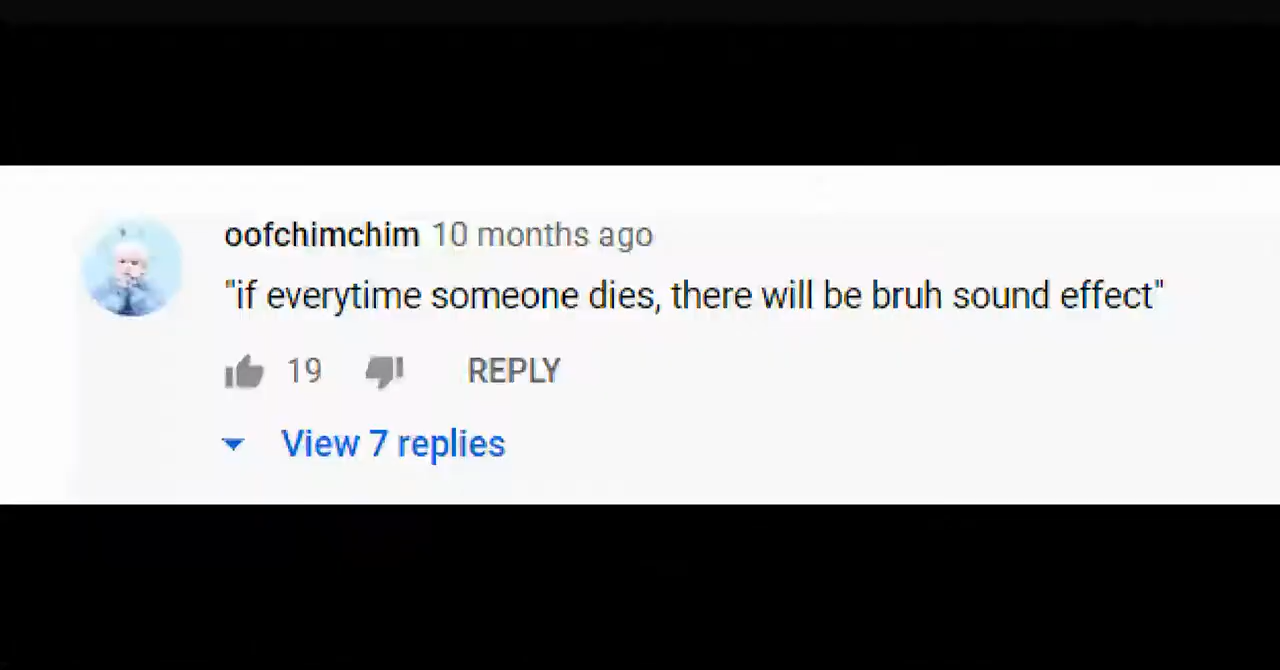 oofchimchim 10 months ago
"if everytime someone dies, there will be bruh sound effect"
19 REPLY
View 7 replies